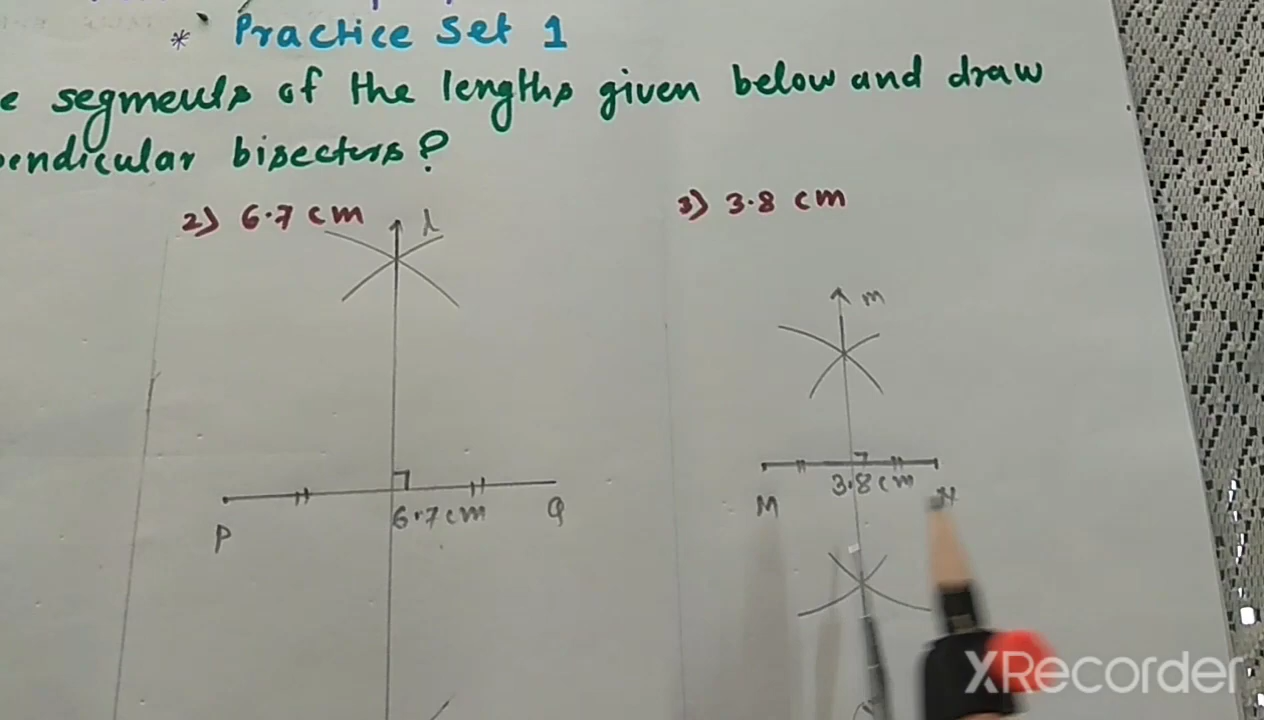 * Practice Set 1
e segments of the lengths given below and draw
pendicular bisectors?
2) 6.7 cm
l
3) 3.8 cm
m
6.7 cm
P
Q
3.8 cm
M
N
XRecorder